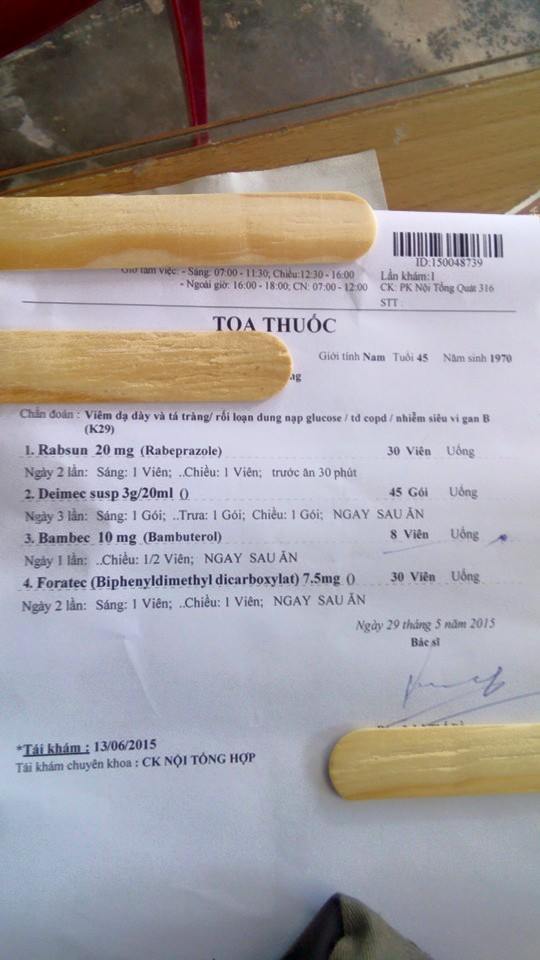 Giờ làm việc: - Sáng: 07:00 - 11:30, Chiều:12:30 - 16:00
- Ngoài giờ: 16:00 - 18:00; CN: 07:00 - 12:00
ID:150048739
Lần khám:1
CK: PK Nội Tổng Quát 316
STT :
TOA THUỐC
Giới tính Nam Tuổi 45 Năm sinh 1970
ng
Chẩn đoán : Viêm dạ dày và tá tràng/ rối loạn dung nạp glucose / td copd / nhiễm siêu vi gan B
(K29)
1. Rabsun 20 mg (Rabeprazole) 30 Viên Uống
Ngày 2 lần: Sáng: 1 Viên; ..Chiều: 1 Viên; trước ăn 30 phút
2. Deimec susp 3g/20ml () 45 Gói Uống
Ngày 3 lần: Sáng: 1 Gói; ..Trưa: 1 Gói; Chiều: 1 Gói; NGAY SAU ĂN
3. Bambec 10 mg (Bambuterol) 8 Viên Uống
Ngày 1 lần: ..Chiều: 1/2 Viên; NGAY SAU ĂN
4. Foratec (Biphenyldimethyl dicarboxylat) 7.5mg () 30 Viên Uống
Ngày 2 lần: Sáng: 1 Viên; ..Chiều: 1 Viên; NGAY SAU ĂN
Ngày 29 tháng 5 năm 2015
Bác sĩ
*Tái khám : 13/06/2015
Tái khám chuyên khoa : CK NỘI TỔNG HỢP